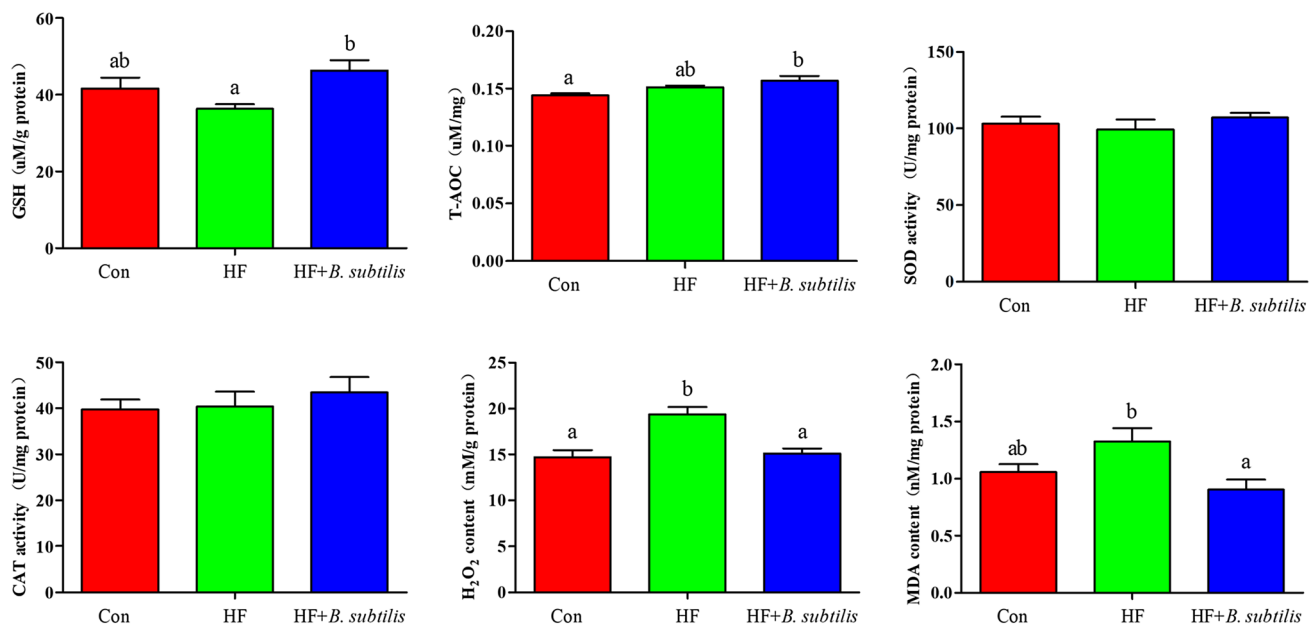 GSH（uM/g protein）
60
40
20
0
ab
a
b
Con
HF
HF+B. subtilis
T-AOC（uM/mg）
0.20
0.15
0.10
0.05
0.00
a
ab
b
Con
HF
HF+B. subtilis
SOD activity （U/mg protein）
150
100
50
0
Con
HF
HF+B. subtilis
CAT activity（U/mg protein）
50
40
30
20
10
0
Con
HF
HF+B. subtilis
H₂O₂ content（mM/g protein）
25
20
15
10
5
0
a
b
a
Con
HF
HF+B. subtilis
MDA content（nM/mg protein）
2.0
1.5
1.0
0.5
0.0
ab
b
a
Con
HF
HF+B. subtilis